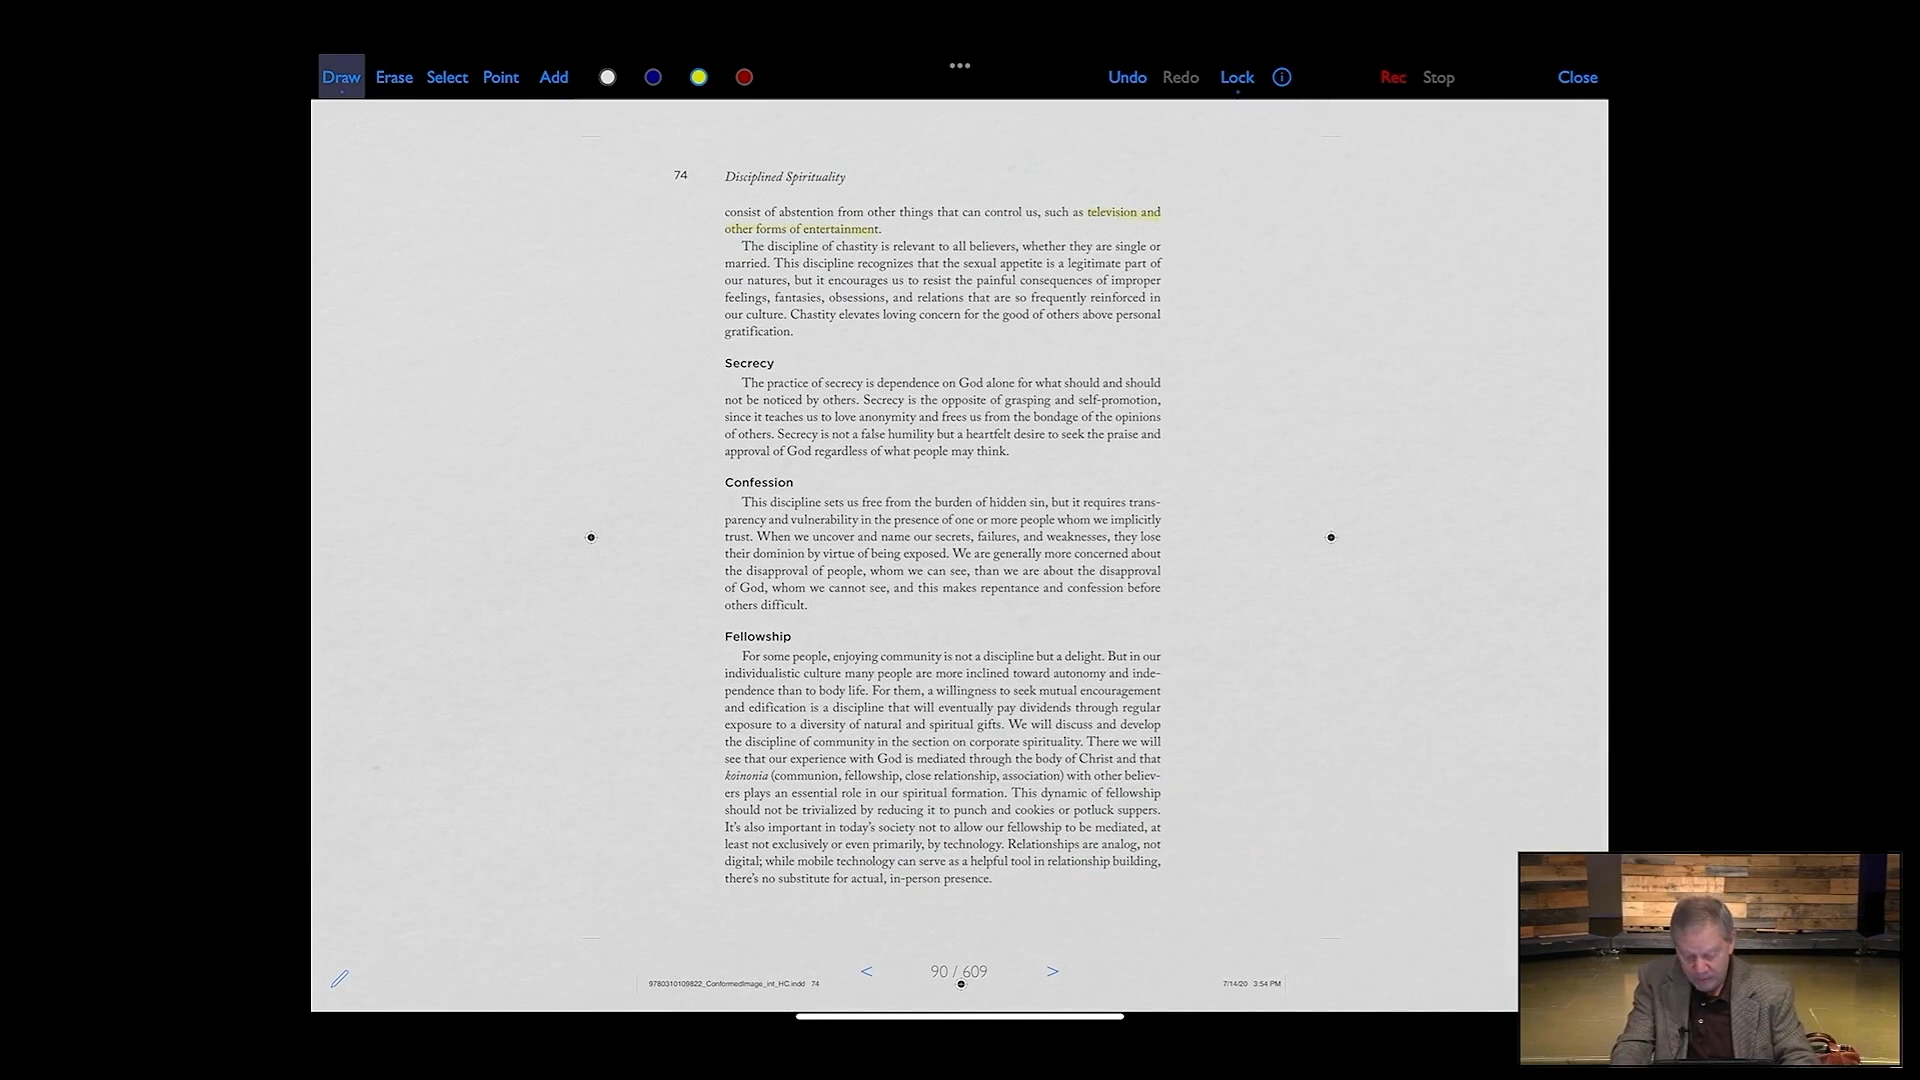 Draw Erase Select Point Add Undo Redo Lock Rec Stop Close
74 Disciplined Spirituality
consist of abstention from other things that can control us, such as television and
other forms of entertainment.
The discipline of chastity is relevant to all believers, whether they are single or
married. This discipline recognizes that the sexual appetite is a legitimate part of
our natures, but it encourages us to resist the painful consequences of improper
feelings, fantasies, obsessions, and relations that are so frequently reinforced in
our culture. Chastity elevates loving concern for the good of others above personal
gratification.
Secrecy
The practice of secrecy is dependence on God alone for what should and should
not be noticed by others. Secrecy is the opposite of grasping and self-promotion,
since it teaches us to love anonymity and frees us from the bondage of the opinions
of others. Secrecy is not a false humility but a heartfelt desire to seek the praise and
approval of God regardless of what people may think.
Confession
This discipline sets us free from the burden of hidden sin, but it requires trans-
parency and vulnerability in the presence of one or more people whom we implicitly
trust. When we uncover and name our secrets, failures, and weaknesses, they lose
their dominion by virtue of being exposed. We are generally more concerned about
the disapproval of people, whom we can see, than we are about the disapproval
of God, whom we cannot see, and this makes repentance and confession before
others difficult.
Fellowship
For some people, enjoying community is not a discipline but a delight. But in our
individualistic culture many people are more inclined toward autonomy and inde-
pendence than to body life. For them, a willingness to seek mutual encouragement
and edification is a discipline that will eventually pay dividends through regular
exposure to a diversity of natural and spiritual gifts. We will discuss and develop
the discipline of community in the section on corporate spirituality. There we will
see that our experience with God is mediated through the body of Christ and that
koinonia (communion, fellowship, close relationship, association) with other believ-
ers plays an essential role in our spiritual formation. This dynamic of fellowship
should not be trivialized by reducing it to punch and cookies or potluck suppers.
It's also important in today's society not to allow our fellowship to be mediated, at
least not exclusively or even primarily, by technology. Relationships are analog, not
digital; while mobile technology can serve as a helpful tool in relationship building,
there's no substitute for actual, in-person presence.
< 90 / 609 >
9780310109822_ConformedImage_int_HC.indd 74 7/14/20 3:54 PM